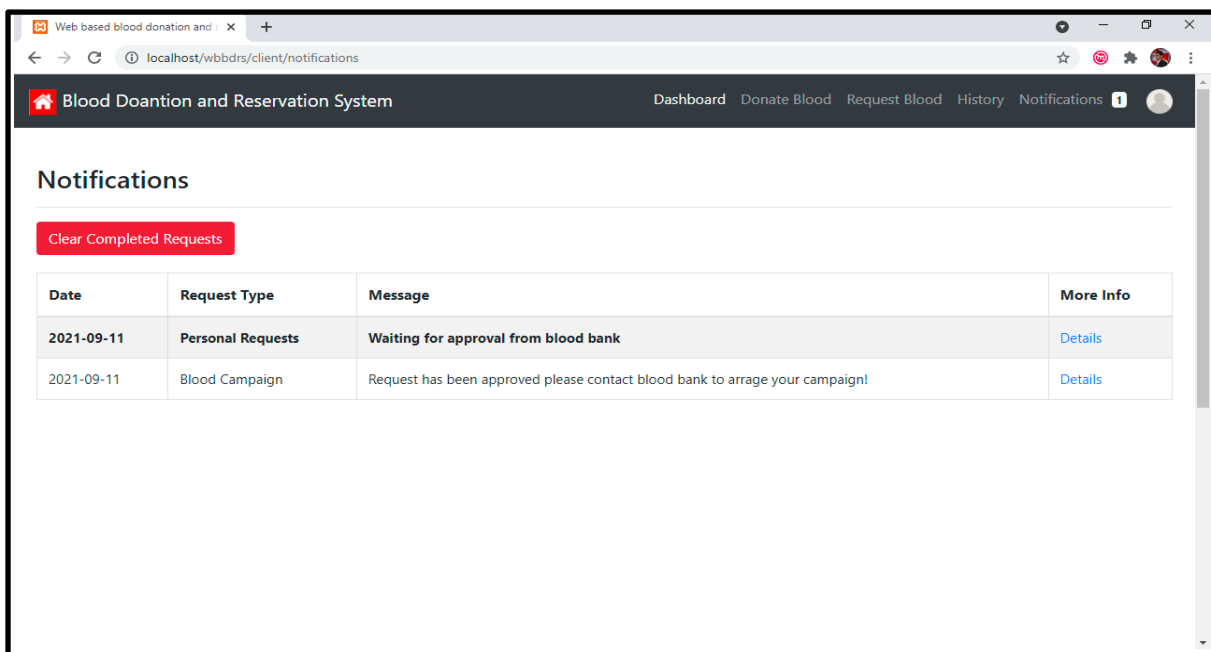 Web based blood donation and
localhost/wbbdrs/client/notifications
Blood Doantion and Reservation System Dashboard Donate Blood Request Blood History Notifications 1
Notifications
Clear Completed Requests
Date Request Type Message More Info
2021-09-11 Personal Requests Waiting for approval from blood bank Details
2021-09-11 Blood Campaign Request has been approved please contact blood bank to arrage your campaign! Details